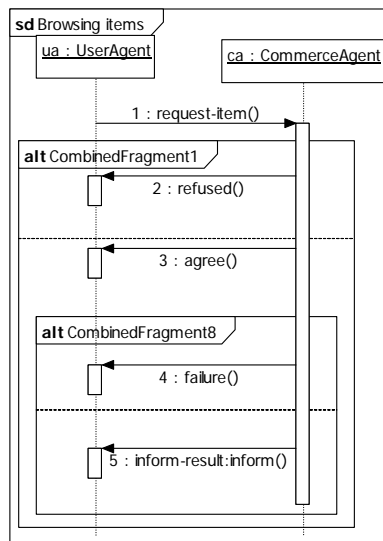 sd Browsing items
ua : UserAgent
ca : CommerceAgent
1 : request-item()
alt CombinedFragment1
2 : refused()
3 : agree()
alt CombinedFragment8
4 : failure()
5 : inform-result:inform()